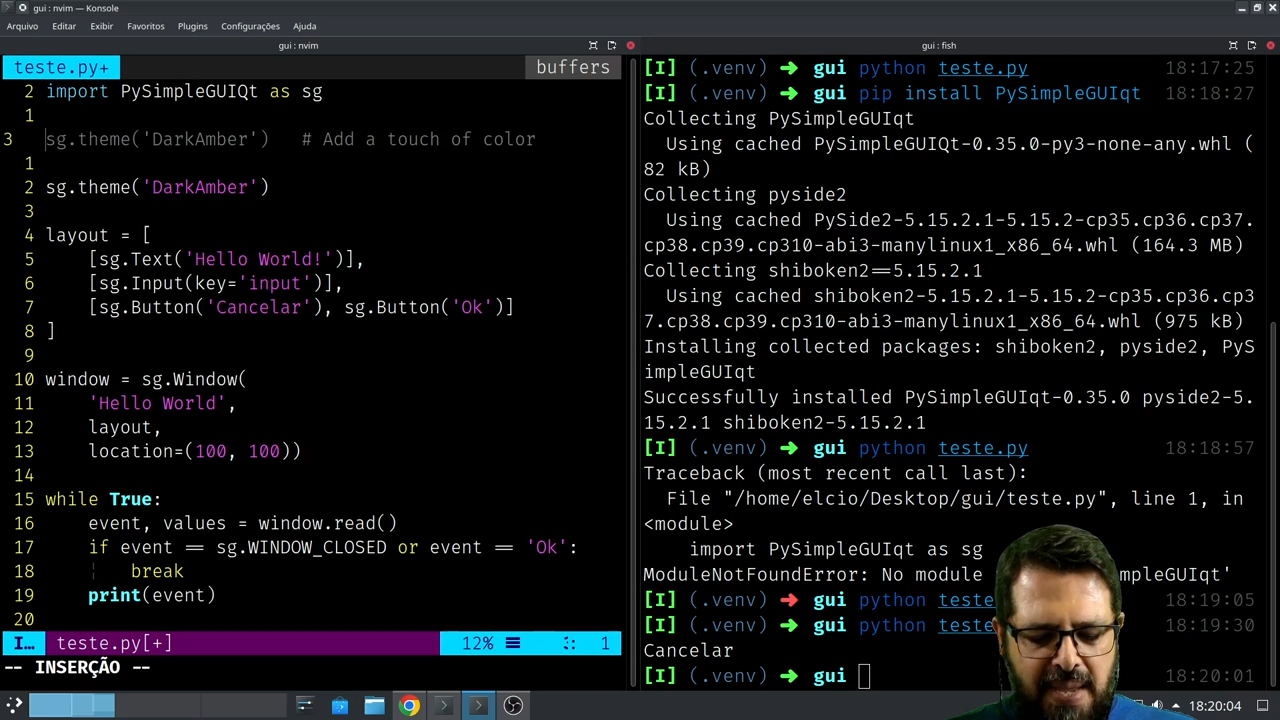 gui : nvim — Konsole
Arquivo Editar Exibir Favoritos Plugins Configurações Ajuda
gui : nvim
teste.py+ buffers
2 import PySimpleGUIQt as sg
1
3 sg.theme('DarkAmber') # Add a touch of color
1
2 sg.theme('DarkAmber')
3
4 layout = [
5 [sg.Text('Hello World!')],
6 [sg.Input(key='input')],
7 [sg.Button('Cancelar'), sg.Button('Ok')]
8 ]
9
10 window = sg.Window(
11 'Hello World',
12 layout,
13 location=(100, 100))
14
15 while True:
16 event, values = window.read()
17 if event == sg.WINDOW_CLOSED or event == 'Ok':
18 break
19 print(event)
20
I… teste.py[+] 12% 1
-- INSERÇÃO --
gui : fish
[I] (.venv) ➜ gui python teste.py 18:17:25
[I] (.venv) ➜ gui pip install PySimpleGUIqt 18:18:27
Collecting PySimpleGUIqt
Using cached PySimpleGUIQt-0.35.0-py3-none-any.whl (
82 kB)
Collecting pyside2
Using cached PySide2-5.15.2.1-5.15.2-cp35.cp36.cp37.
cp38.cp39.cp310-abi3-manylinux1_x86_64.whl (164.3 MB)
Collecting shiboken2==5.15.2.1
Using cached shiboken2-5.15.2.1-5.15.2-cp35.cp36.cp3
7.cp38.cp39.cp310-abi3-manylinux1_x86_64.whl (975 kB)
Installing collected packages: shiboken2, pyside2, PyS
impleGUIqt
Successfully installed PySimpleGUIqt-0.35.0 pyside2-5.
15.2.1 shiboken2-5.15.2.1
[I] (.venv) ➜ gui python teste.py 18:18:57
Traceback (most recent call last):
File "/home/elcio/Desktop/gui/teste.py", line 1, in
<module>
import PySimpleGUIqt as sg
ModuleNotFoundError: No module mpleGUIqt'
[I] (.venv) ➜ gui python teste 18:19:05
[I] (.venv) ➜ gui python teste 18:19:30
Cancelar
[I] (.venv) ➜ gui 18:20:01
18:20:04